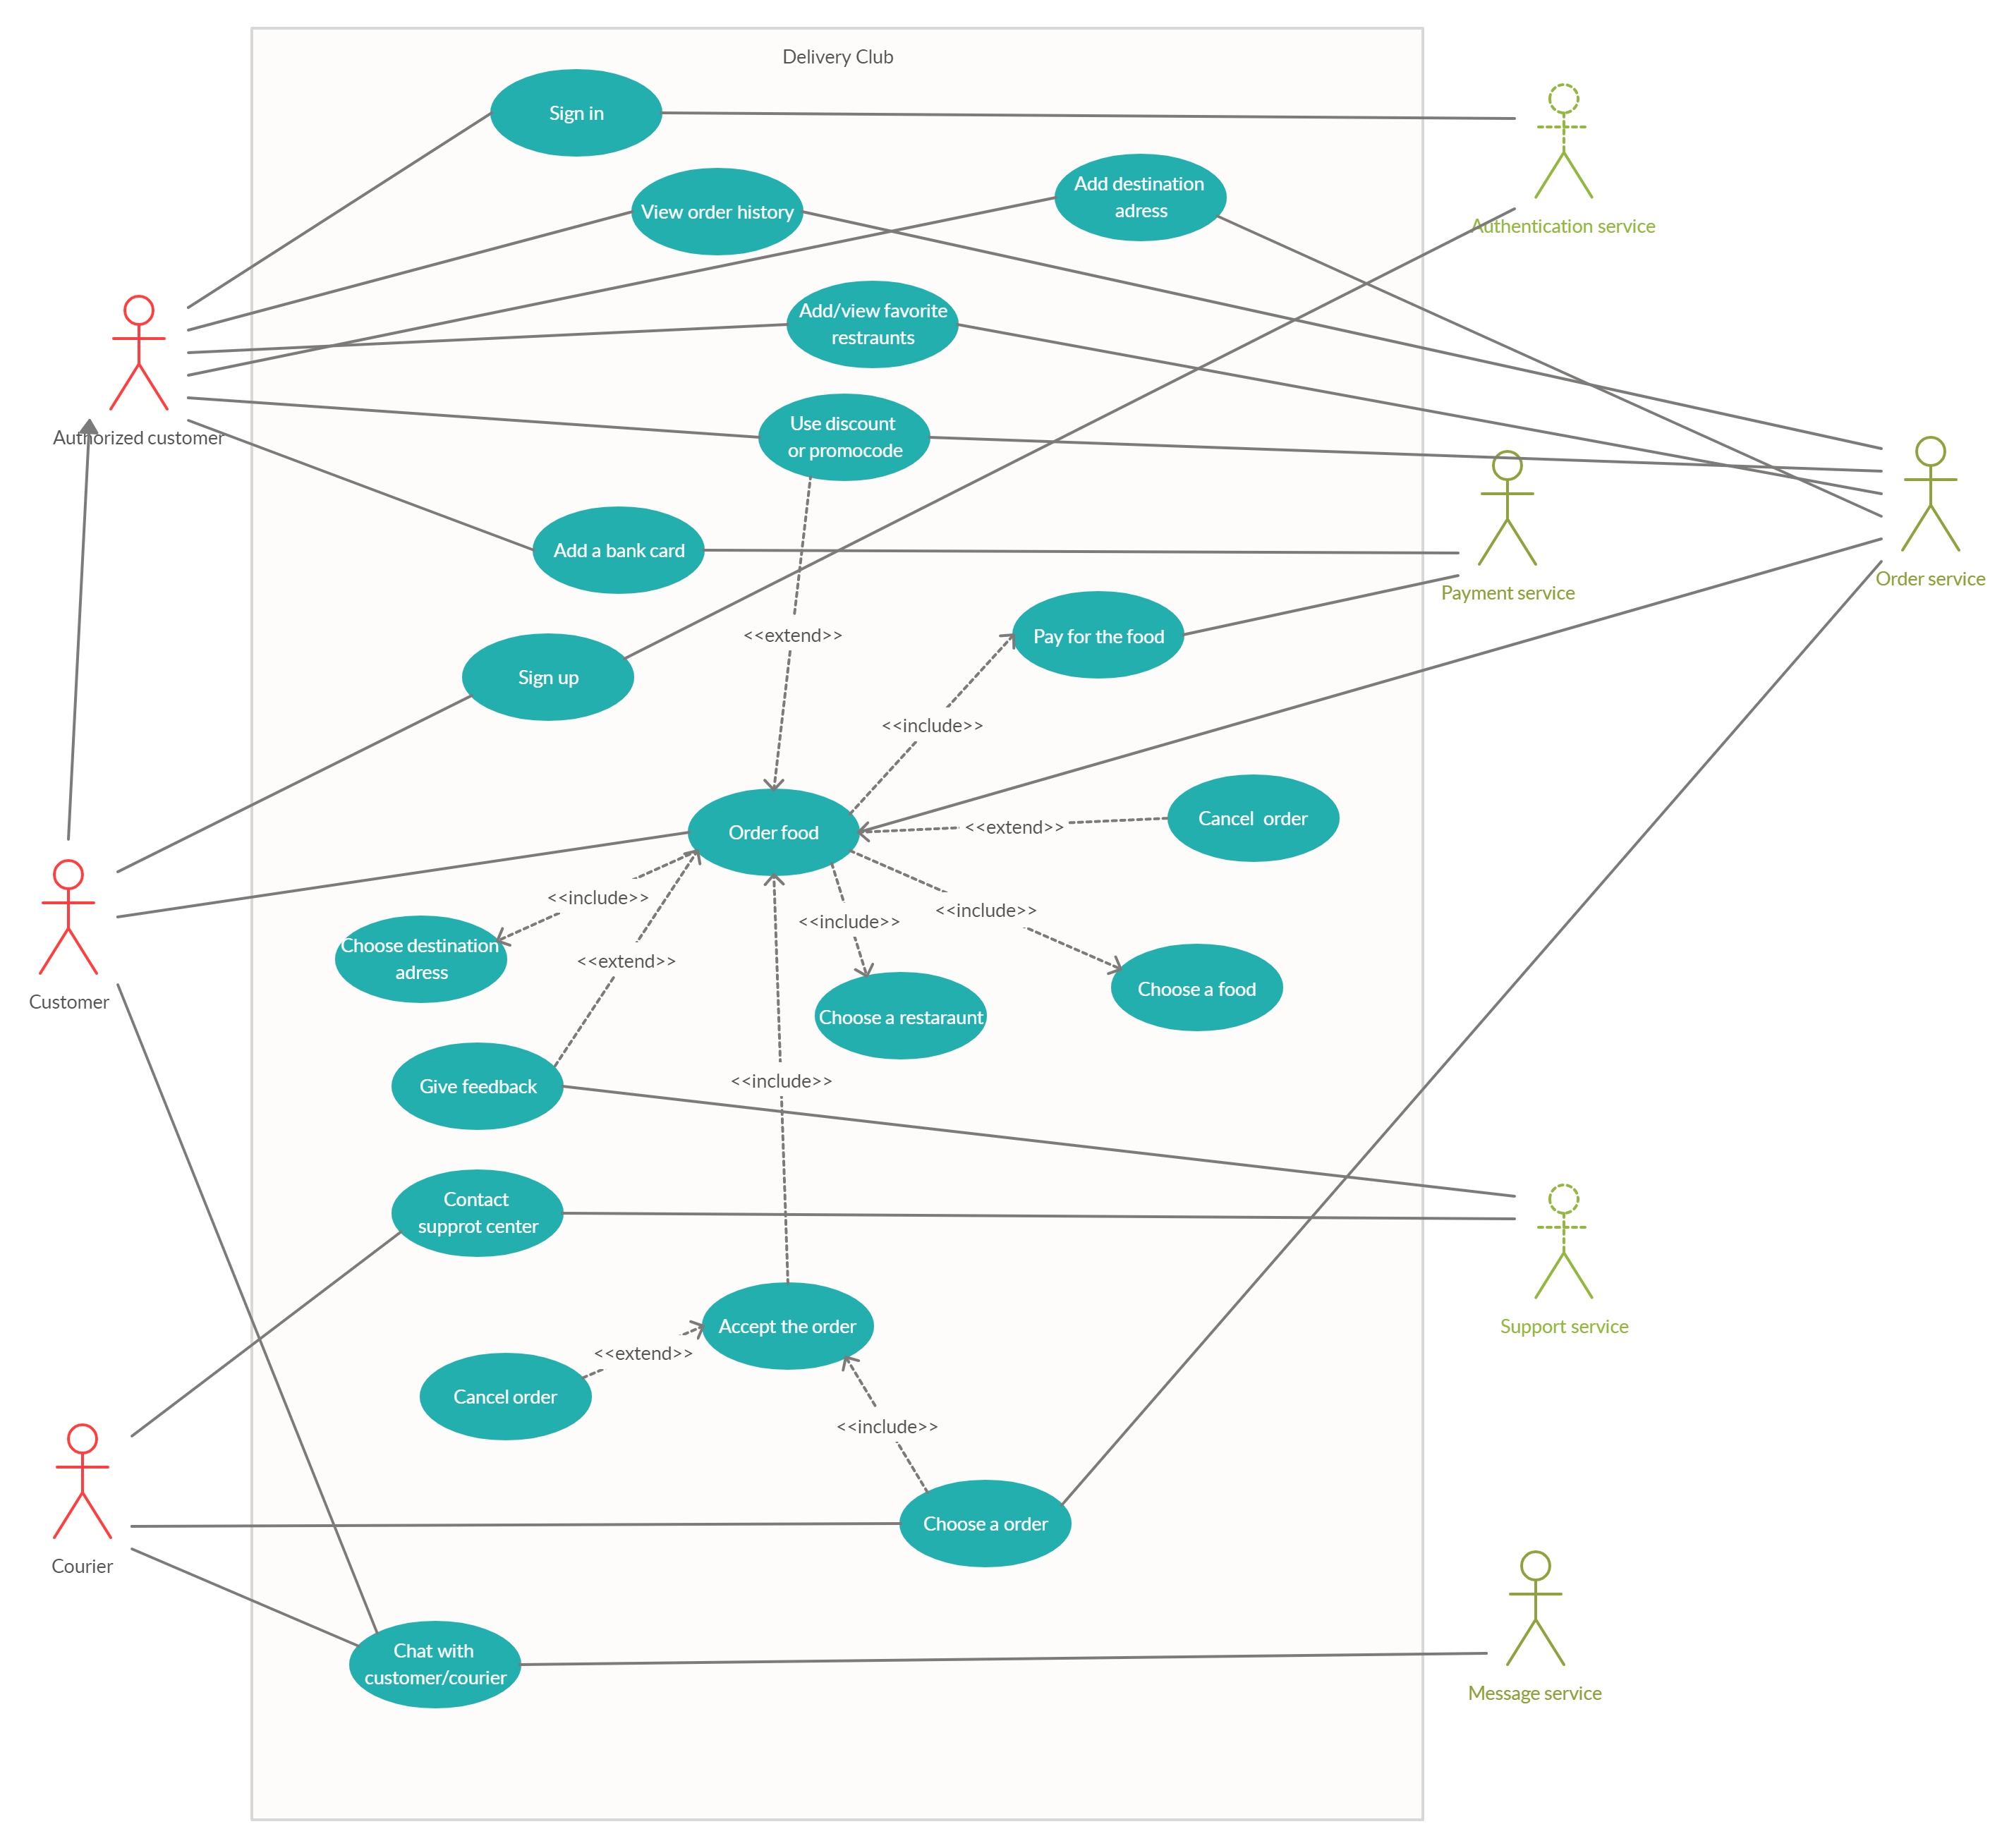 Delivery Club
Sign in
Add destination
adress
View order history
Authentication service
Add/view favorite
restraunts
Use discount
or promocode
Authorized customer
Add a bank card
Order service
Payment service
<<extend>>
Pay for the food
Sign up
<<include>>
Cancel  order
<<extend>>
Order food
<<include>>
<<include>>
<<include>>
Choose destination
adress
<<extend>>
Choose a food
Customer
Choose a restaraunt
<<include>>
Give feedback
Contact
supprot center
Accept the order
Support service
<<extend>>
Cancel order
<<include>>
Choose a order
Courier
Chat with
customer/courier
Message service